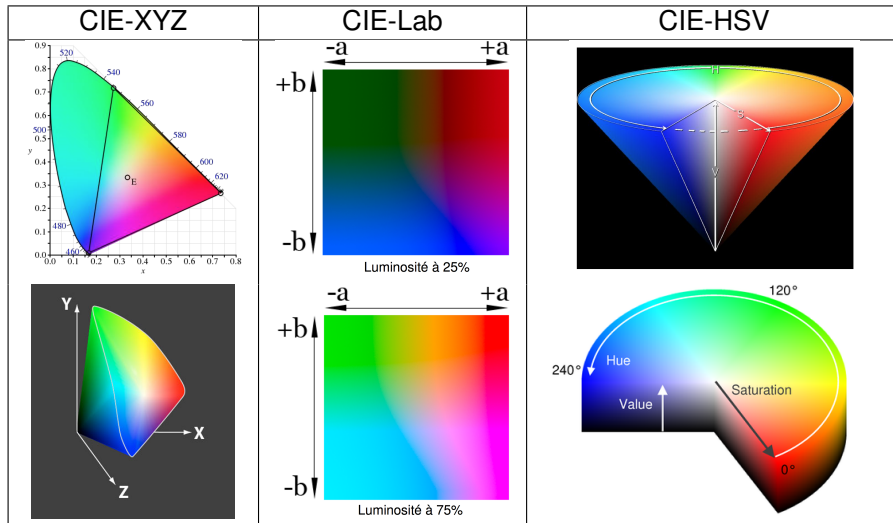 CIE-XYZ
CIE-Lab
CIE-HSV
0.9
0.8
0.7
0.6
0.5
0.4
0.3
0.2
0.1
0.0
y
0.0 0.1 0.2 0.3 0.4 0.5 0.6 0.7 0.8
x
520
540
560
580
600
620
500
480
460
E
-a +a
+b
-b
Luminosité à 25%
H
S
V
Y
X
Z
-a +a
+b
-b
Luminosité à 75%
120°
240°
Hue
Saturation
Value
0°